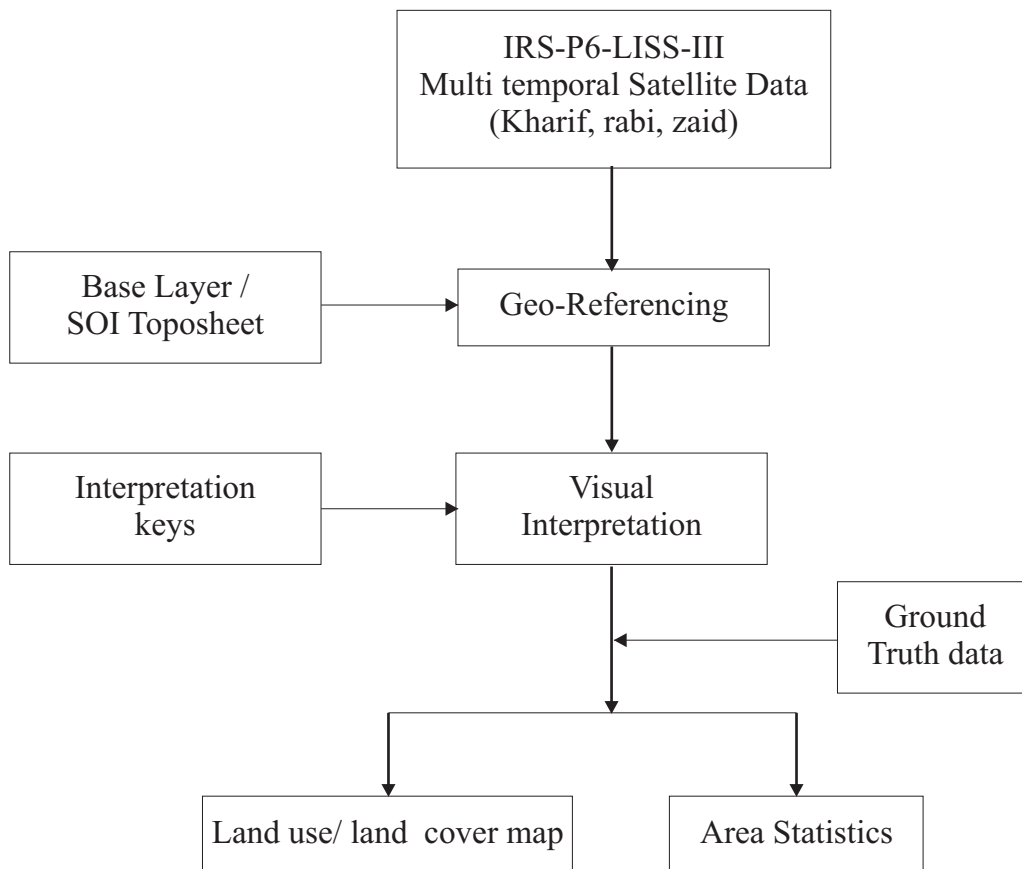 IRS-P6-LISS-III
Multi temporal Satellite Data
(Kharif, rabi, zaid)
Base Layer /
SOI Toposheet
Geo-Referencing
Interpretation
keys
Visual
Interpretation
Ground
Truth data
Land use/ land cover map
Area Statistics